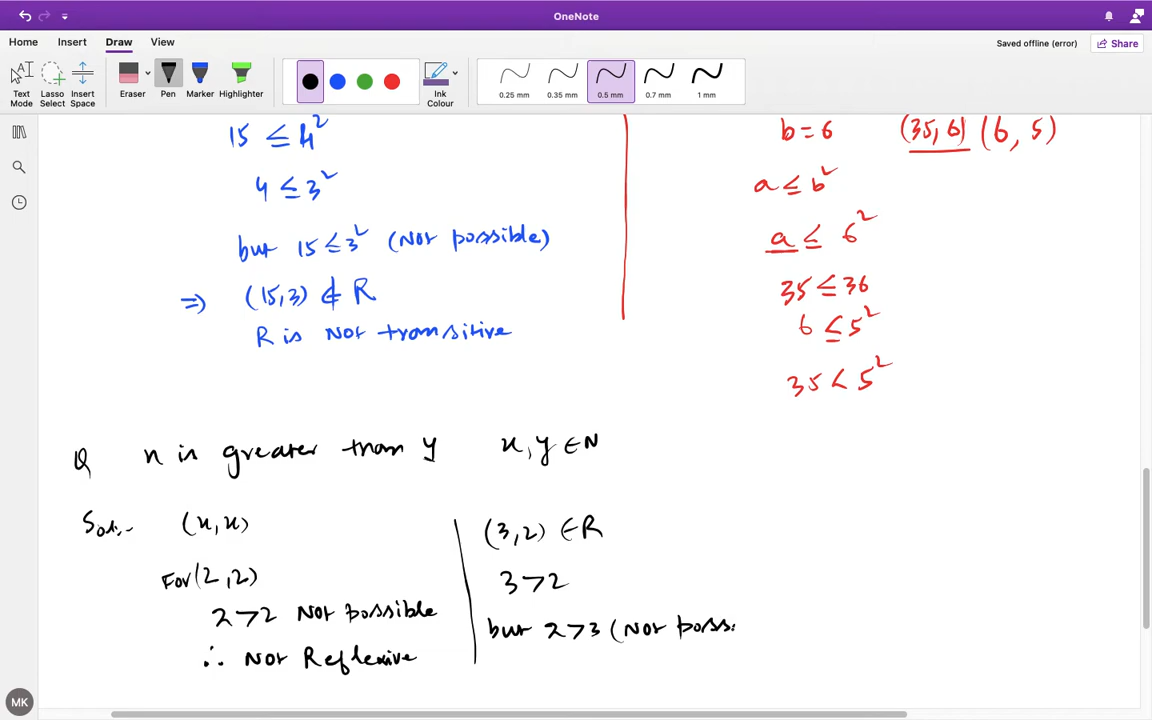 OneNote
Home Insert Draw View
Saved offline (error) Share
Text Mode
Lasso Select
Insert Space
Eraser
Pen
Marker
Highlighter
Ink Colour
0.25 mm
0.35 mm
0.5 mm
0.7 mm
1 mm
15 ≤ 4²
4 ≤ 3²
but 15 ≤ 3² (Not possible)
=> (15,3) ∉ R
R is Not transitive
b = 6 (35,6) (6, 5)
a ≤ b²
a ≤ 6²
35 ≤ 36
6 ≤ 5²
35 < 5²
Q x is greater than y x, y ∈ N
Sol:- (x,x)
For (2,2)
2 > 2 Not possible
∴ Not Reflexive
(3,2) ∈ R
3 > 2
but 2 > 3 (Not poss
MK